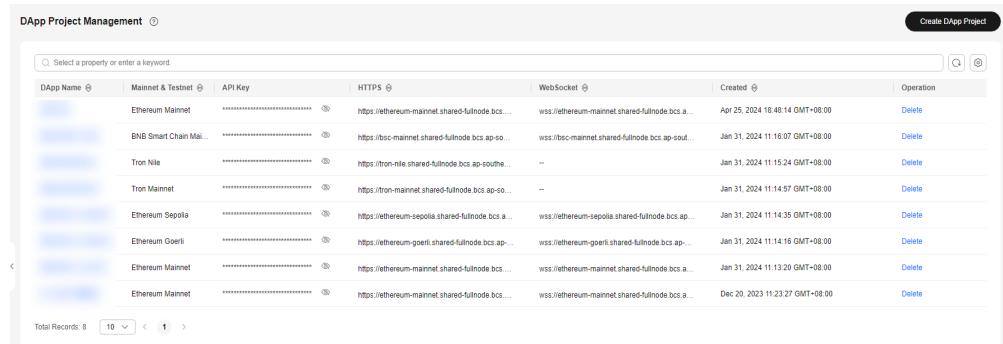 DApp Project Management
Create DApp Project
Select a property or enter a keyword.
DApp Name Mainnet & Testnet API Key HTTPS WebSocket Created Operation
Ethereum Mainnet ******************************** https://ethereum-mainnet.shared-fullnode.bcs.... wss://ethereum-mainnet.shared-fullnode.bcs.a... Apr 25, 2024 18:48:14 GMT+08:00 Delete
BNB Smart Chain Mai... ******************************** https://bsc-mainnet.shared-fullnode.bcs.ap-so... wss://bsc-mainnet.shared-fullnode.bcs.ap-sout... Jan 31, 2024 11:16:07 GMT+08:00 Delete
Tron Nile ******************************** https://tron-nile.shared-fullnode.bcs.ap-southe... -- Jan 31, 2024 11:15:24 GMT+08:00 Delete
Tron Mainnet ******************************** https://tron-mainnet.shared-fullnode.bcs.ap-so... -- Jan 31, 2024 11:14:57 GMT+08:00 Delete
Ethereum Sepolia ******************************** https://ethereum-sepolia.shared-fullnode.bcs.a... wss://ethereum-sepolia.shared-fullnode.bcs.ap... Jan 31, 2024 11:14:35 GMT+08:00 Delete
Ethereum Goerli ******************************** https://ethereum-goerli.shared-fullnode.bcs.ap-... wss://ethereum-goerli.shared-fullnode.bcs.ap-... Jan 31, 2024 11:14:16 GMT+08:00 Delete
Ethereum Mainnet ******************************** https://ethereum-mainnet.shared-fullnode.bcs.... wss://ethereum-mainnet.shared-fullnode.bcs.a... Jan 31, 2024 11:13:20 GMT+08:00 Delete
Ethereum Mainnet ******************************** https://ethereum-mainnet.shared-fullnode.bcs.... wss://ethereum-mainnet.shared-fullnode.bcs.a... Dec 20, 2023 11:23:27 GMT+08:00 Delete
Total Records: 8 10 < 1 >